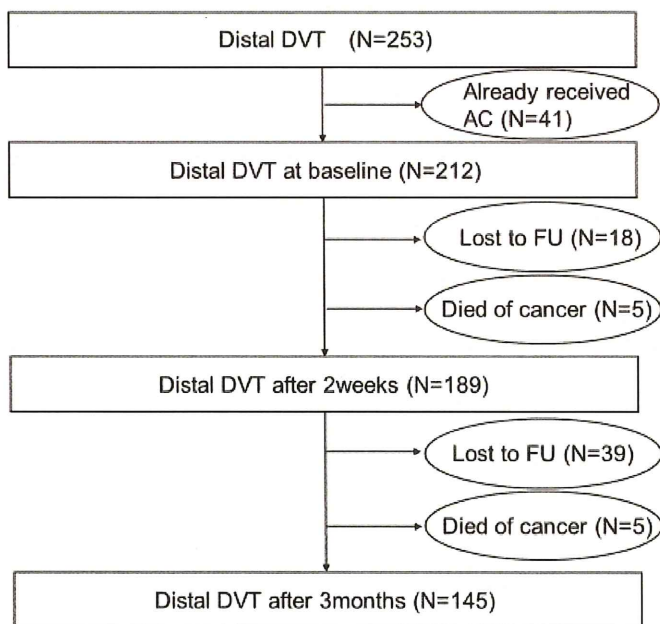 Distal DVT (N=253)
Already received
AC (N=41)
Distal DVT at baseline (N=212)
Lost to FU (N=18)
Died of cancer (N=5)
Distal DVT after 2weeks (N=189)
Lost to FU (N=39)
Died of cancer (N=5)
Distal DVT after 3months (N=145)